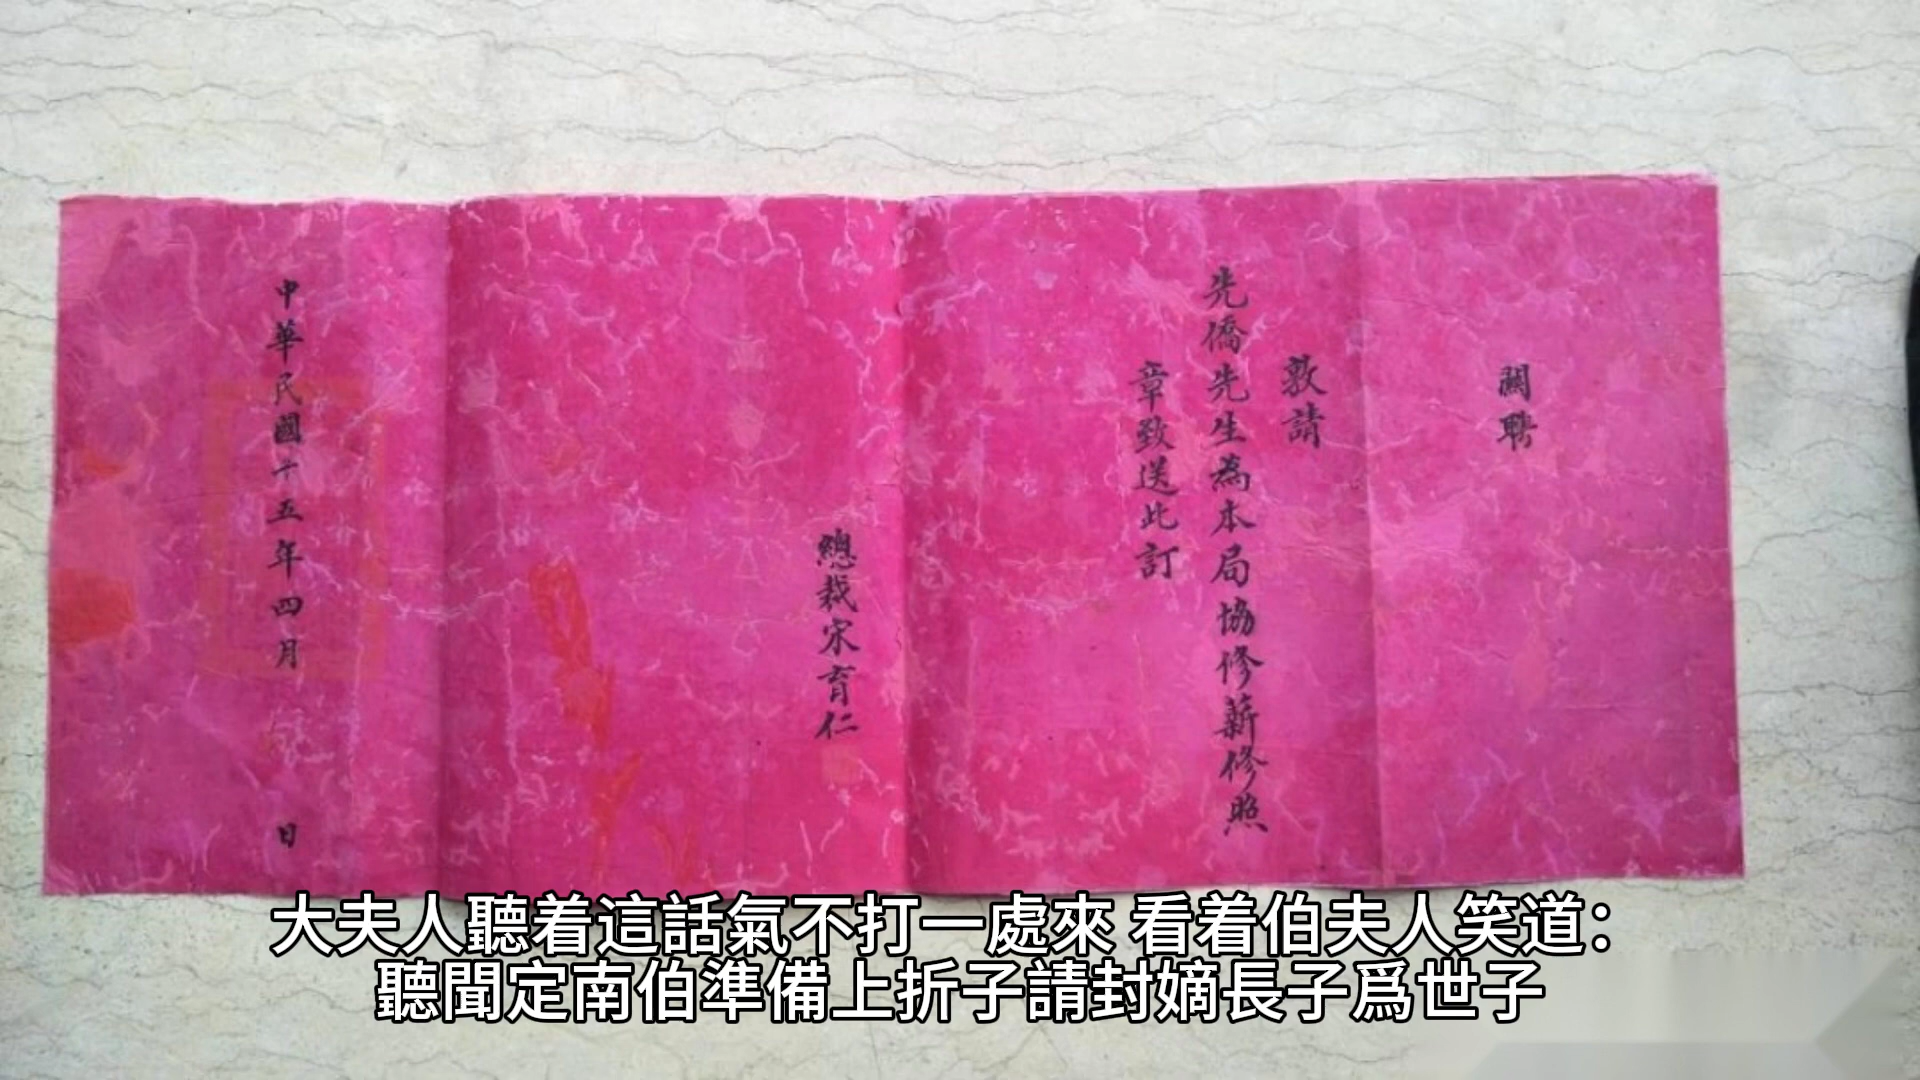 關聘
敦請
先僑先生為本局協修薪修照
章致送此訂
總裁宋育仁
中華民國十五年四月 日
大夫人聽着這話氣不打一處來 看着伯夫人笑道：
聽聞定南伯準備上折子請封嫡長子爲世子